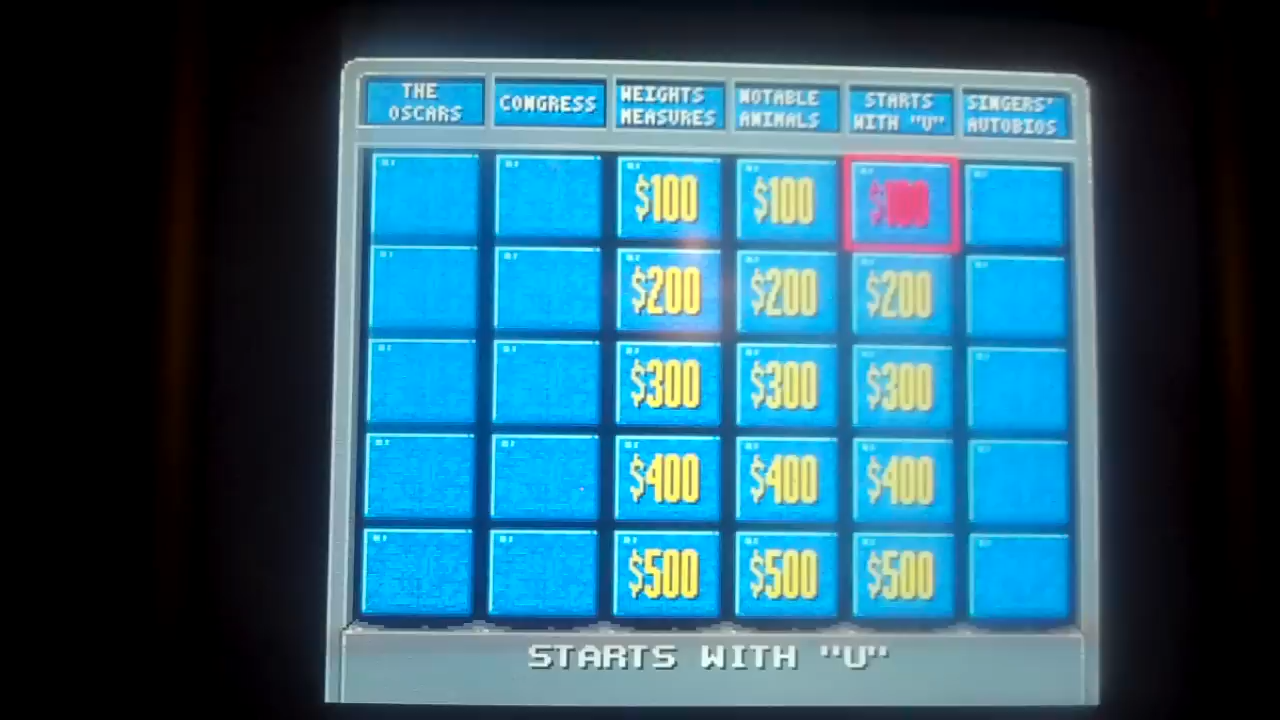 THE
OSCARS
CONGRESS
WEIGHTS
MEASURES
NOTABLE
ANIMALS
STARTS
WITH "U"
SINGERS'
AUTOBIOS
$100 $100 $100
$200 $200 $200
$300 $300 $300
$400 $400 $400
$500 $500 $500
STARTS WITH "U"